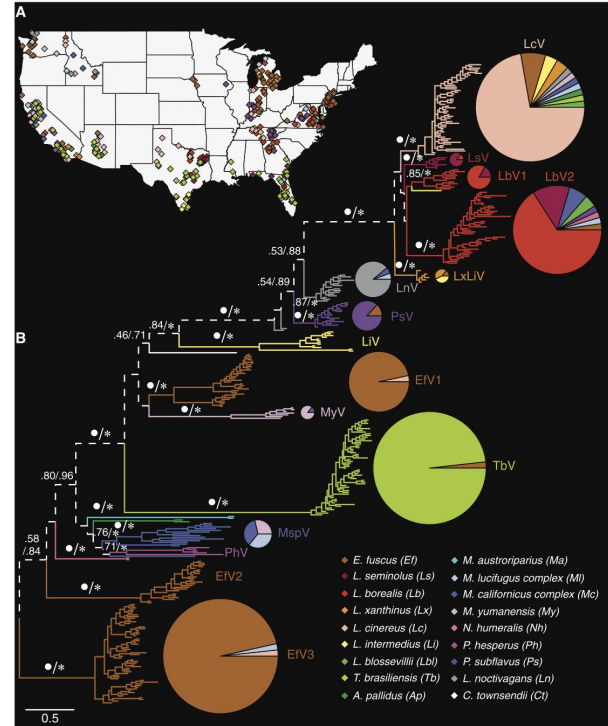 A
LcV
LsV
LbV1
LbV2
.85/*
●/*
●/*
●/*
●/*
●/*
.53/.88
.54/.89
LxLiV
LnV
.87/*
●/*
PsV
●/*
.84/*
●/*
LiV
.46/.71
B
●/*
EfV1
●/*
MyV
●/*
TbV
.80/.96
●/*
●/*
●/*
.76/*
MspV
.58
/.84
●/*
.71/*
PhV
EfV2
●/*
EfV3
●/*
0.5
E. fuscus (Ef)
L. seminolus (Ls)
L. borealis (Lb)
L. xanthinus (Lx)
L. cinereus (Lc)
L. intermedius (Li)
L. blossevillii (Lbl)
T. brasiliensis (Tb)
A. pallidus (Ap)
M. austroriparius (Ma)
M. lucifugus complex (Ml)
M. californicus complex (Mc)
M. yumanensis (My)
N. humeralis (Nh)
P. hesperus (Ph)
P. subflavus (Ps)
L. noctivagans (Ln)
C. townsendii (Ct)